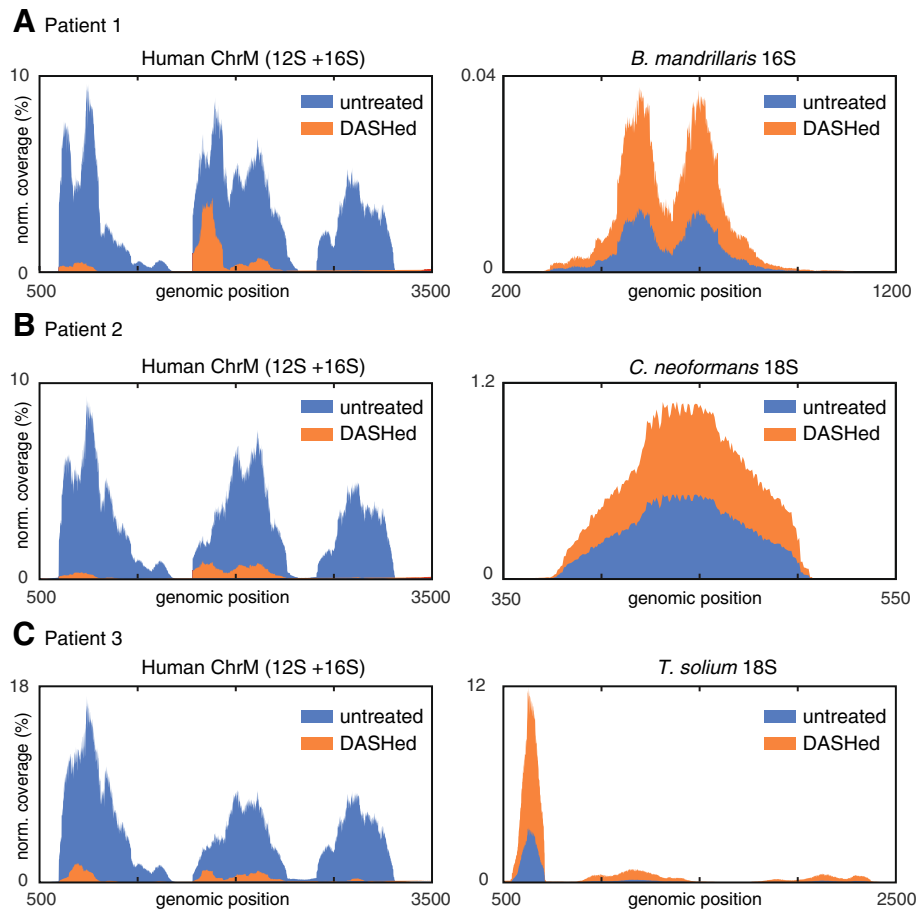 A Patient 1
Human ChrM (12S +16S)
10
norm. coverage (%)
0
untreated
DASHed
500
genomic position
3500
B. mandrillaris 16S
0.04
0
untreated
DASHed
200
genomic position
1200
B Patient 2
Human ChrM (12S +16S)
10
norm. coverage (%)
0
untreated
DASHed
500
genomic position
3500
C. neoformans 18S
1.2
0
untreated
DASHed
350
genomic position
550
C Patient 3
Human ChrM (12S +16S)
18
norm. coverage (%)
0
untreated
DASHed
500
genomic position
3500
T. solium 18S
12
0
untreated
DASHed
500
genomic position
2500